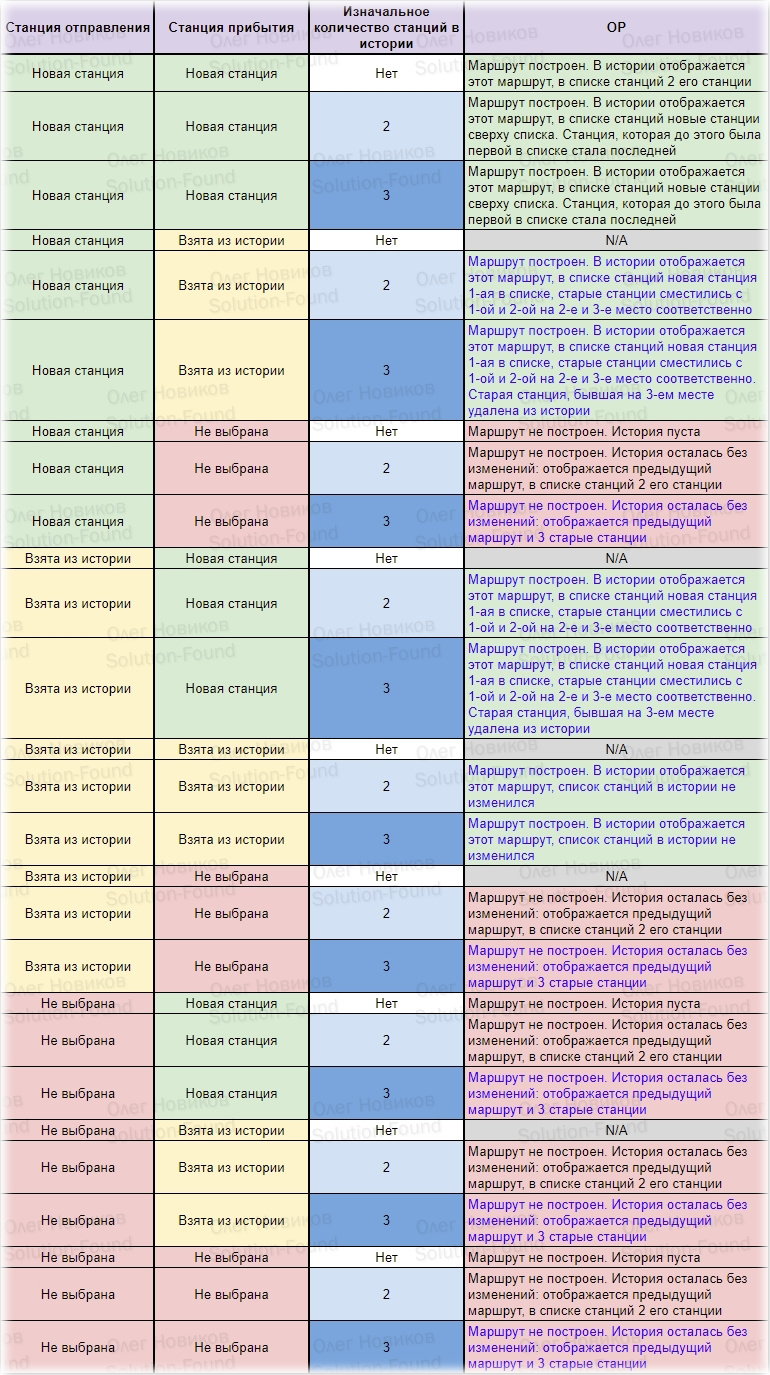 Станция отправления
Станция прибытия
Изначальное
количество станций в
истории
ОР
Новая станция
Новая станция
Нет
Маршрут построен. В истории отображается
этот маршрут, в списке станций 2 его станции
Новая станция
Новая станция
2
Маршрут построен. В истории отображается
этот маршрут, в списке станций новые станции
сверху списка. Станция, которая до этого была
первой в списке стала последней
Новая станция
Новая станция
3
Маршрут построен. В истории отображается
этот маршрут, в списке станций новые станции
сверху списка. Станция, которая до этого была
первой в списке стала последней
Новая станция
Взята из истории
Нет
N/A
Новая станция
Взята из истории
2
Маршрут построен. В истории отображается
этот маршрут, в списке станций новая станция
1-ая в списке, старые станции сместились с
1-ой и 2-ой на 2-е и 3-е место соответственно
Новая станция
Взята из истории
3
Маршрут построен. В истории отображается
этот маршрут, в списке станций новая станция
1-ая в списке, старые станции сместились с
1-ой и 2-ой на 2-е и 3-е место соответственно.
Старая станция, бывшая на 3-ем месте
удалена из истории
Новая станция
Не выбрана
Нет
Маршрут не построен. История пуста
Новая станция
Не выбрана
2
Маршрут не построен. История осталась без
изменений: отображается предыдущий
маршрут, в списке станций 2 его станции
Новая станция
Не выбрана
3
Маршрут не построен. История осталась без
изменений: отображается предыдущий
маршрут и 3 старые станции
Взята из истории
Новая станция
Нет
N/A
Взята из истории
Новая станция
2
Маршрут построен. В истории отображается
этот маршрут, в списке станций новая станция
1-ая в списке, старые станции сместились с
1-ой и 2-ой на 2-е и 3-е место соответственно
Взята из истории
Новая станция
3
Маршрут построен. В истории отображается
этот маршрут, в списке станций новая станция
1-ая в списке, старые станции сместились с
1-ой и 2-ой на 2-е и 3-е место соответственно.
Старая станция, бывшая на 3-ем месте
удалена из истории
Взята из истории
Взята из истории
Нет
N/A
Взята из истории
Взята из истории
2
Маршрут построен. В истории отображается
этот маршрут, список станций в истории не
изменился
Взята из истории
Взята из истории
3
Маршрут построен. В истории отображается
этот маршрут, список станций в истории не
изменился
Взята из истории
Не выбрана
Нет
N/A
Взята из истории
Не выбрана
2
Маршрут не построен. История осталась без
изменений: отображается предыдущий
маршрут, в списке станций 2 его станции
Взята из истории
Не выбрана
3
Маршрут не построен. История осталась без
изменений: отображается предыдущий
маршрут и 3 старые станции
Не выбрана
Новая станция
Нет
Маршрут не построен. История пуста
Не выбрана
Новая станция
2
Маршрут не построен. История осталась без
изменений: отображается предыдущий
маршрут, в списке станций 2 его станции
Не выбрана
Новая станция
3
Маршрут не построен. История осталась без
изменений: отображается предыдущий
маршрут и 3 старые станции
Не выбрана
Взята из истории
Нет
N/A
Не выбрана
Взята из истории
2
Маршрут не построен. История осталась без
изменений: отображается предыдущий
маршрут, в списке станций 2 его станции
Не выбрана
Взята из истории
3
Маршрут не построен. История осталась без
изменений: отображается предыдущий
маршрут и 3 старые станции
Не выбрана
Не выбрана
Нет
Маршрут не построен. История пуста
Не выбрана
Не выбрана
2
Маршрут не построен. История осталась без
изменений: отображается предыдущий
маршрут, в списке станций 2 его станции
Не выбрана
Не выбрана
3
Маршрут не построен. История осталась без
изменений: отображается предыдущий
маршрут и 3 старые станции
Олег Новиков
Solution-Found